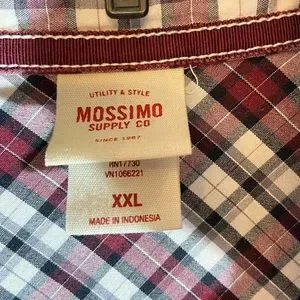 UTILITY & STYLE
MOSSIMO
SUPPLY CO
SINCE 1987
RN17730
VN1066221
XXL
MADE IN INDONESIA